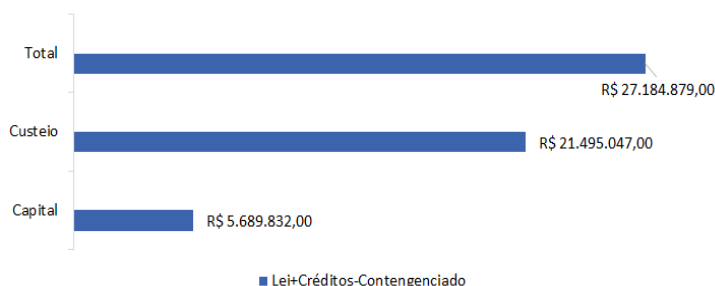 Total
R$ 27.184.879,00
Custeio
R$ 21.495.047,00
Capital
R$ 5.689.832,00
Lei+Créditos-Contengenciado